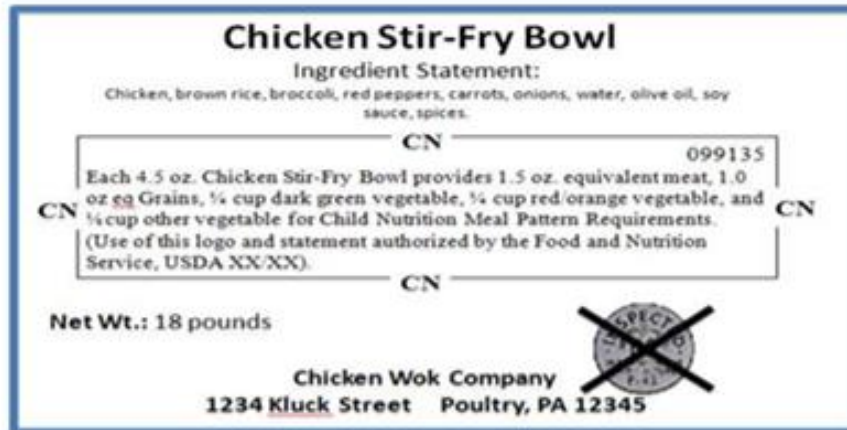 Chicken Stir-Fry Bowl
Ingredient Statement:
Chicken, brown rice, broccoli, red peppers, carrots, onions, water, olive oil, soy
sauce, spices.
CN
099135
Each 4.5 oz. Chicken Stir-Fry Bowl provides 1.5 oz. equivalent meat, 1.0
CN oz eq Grains, ¼ cup dark green vegetable, ¼ cup red/orange vegetable, and CN
⅛ cup other vegetable for Child Nutrition Meal Pattern Requirements.
(Use of this logo and statement authorized by the Food and Nutrition
Service, USDA XX/XX).
CN
Net Wt.: 18 pounds
INSPECTED
Chicken Wok Company
1234 Kluck Street Poultry, PA 12345